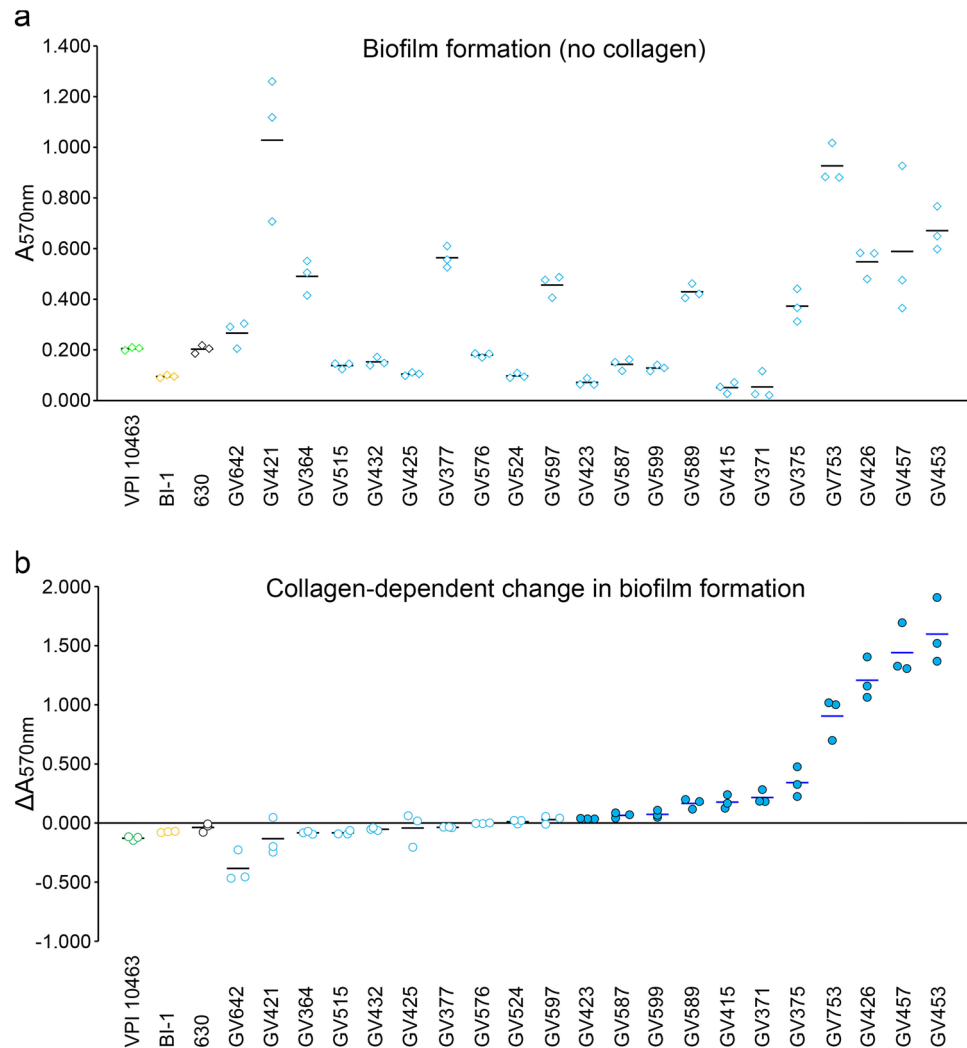 a
Biofilm formation (no collagen)
1.400
1.200
1.000
0.800
0.600
0.400
0.200
0.000
A570nm
VPI 10463
BI-1
630
GV642
GV421
GV364
GV515
GV432
GV425
GV377
GV576
GV524
GV597
GV423
GV587
GV599
GV589
GV415
GV371
GV375
GV753
GV426
GV457
GV453
b
Collagen-dependent change in biofilm formation
2.000
1.500
1.000
0.500
0.000
-0.500
-1.000
ΔA570nm
VPI 10463
BI-1
630
GV642
GV421
GV364
GV515
GV432
GV425
GV377
GV576
GV524
GV597
GV423
GV587
GV599
GV589
GV415
GV371
GV375
GV753
GV426
GV457
GV453